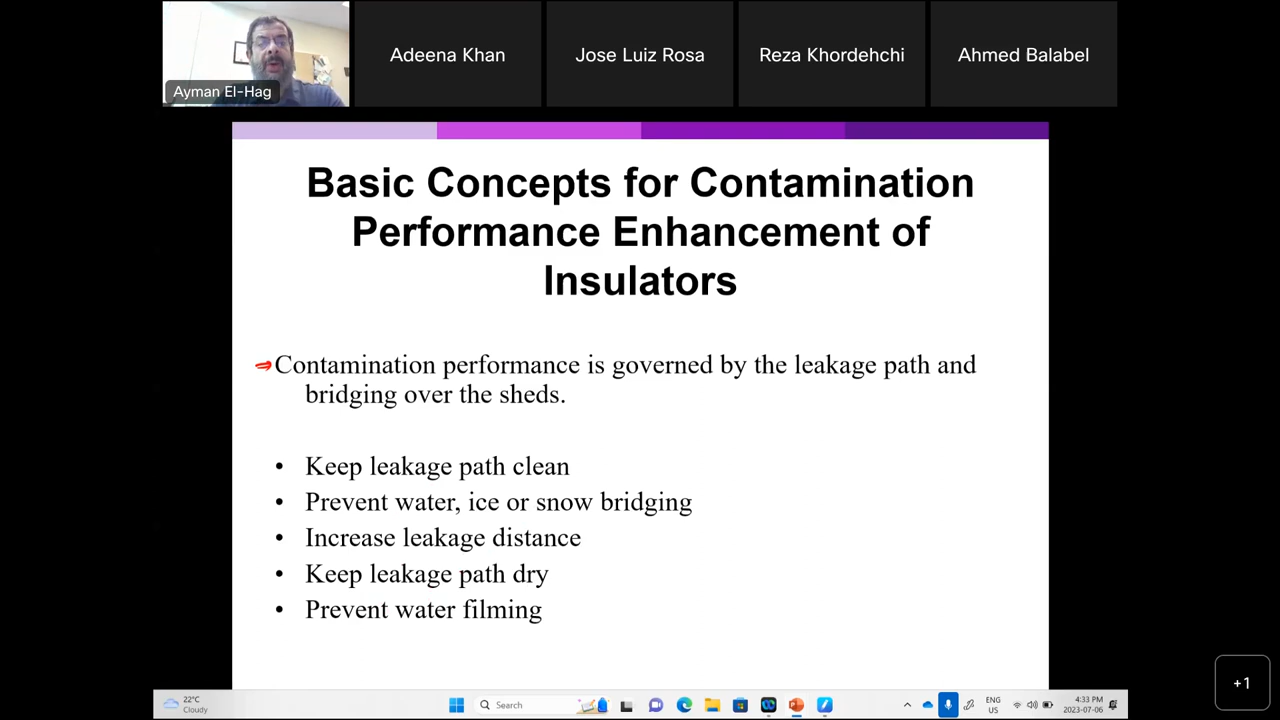 Adeena Khan
Jose Luiz Rosa
Reza Khordehchi
Ahmed Balabel
Ayman El-Hag
Basic Concepts for Contamination
Performance Enhancement of
Insulators
Contamination performance is governed by the leakage path and
bridging over the sheds.
• Keep leakage path clean
• Prevent water, ice or snow bridging
• Increase leakage distance
• Keep leakage path dry
• Prevent water filming
+1
22°C
Cloudy
Search
ENG
US
4:33 PM
2023-07-06